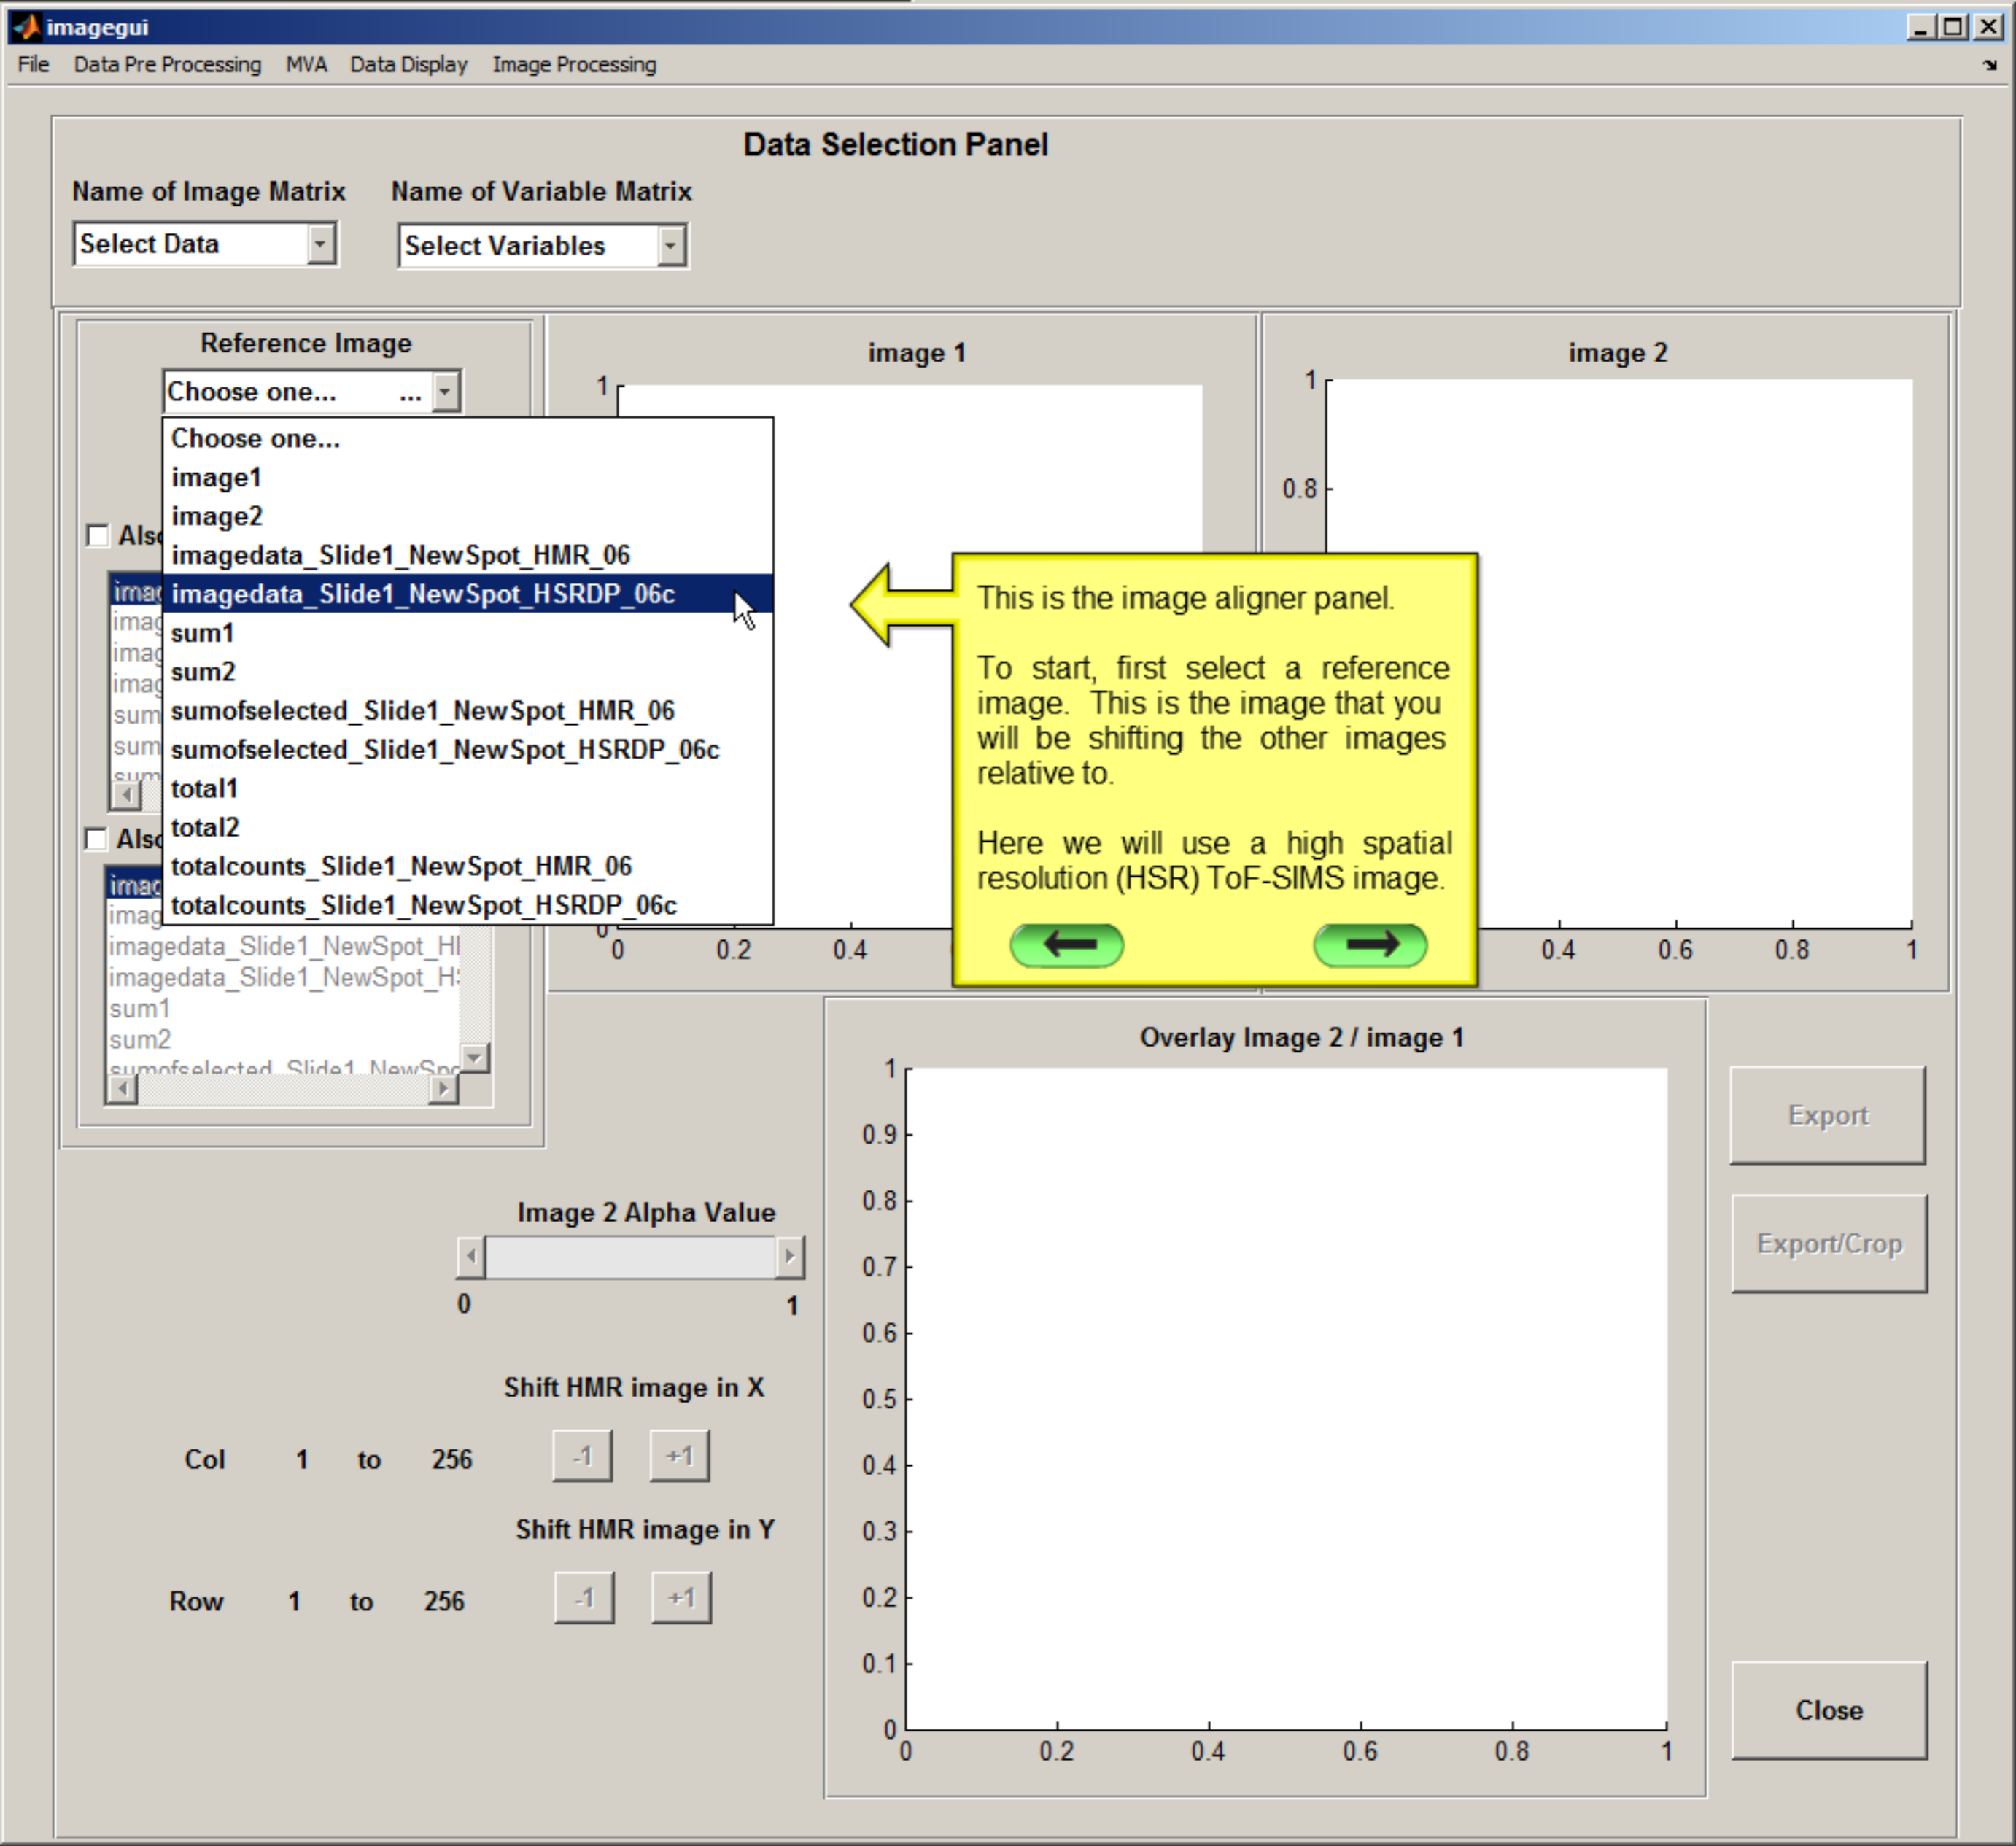 imagegui
File Data Pre Processing MVA Data Display Image Processing
Data Selection Panel
Name of Image Matrix Name of Variable Matrix
Select Data Select Variables
Reference Image
Choose one... ...
Choose one...
image1
image2
imagedata_Slide1_NewSpot_HMR_06
imagedata_Slide1_NewSpot_HSRDP_06c
sum1
sum2
sumofselected_Slide1_NewSpot_HMR_06
sumofselected_Slide1_NewSpot_HSRDP_06c
total1
total2
totalcounts_Slide1_NewSpot_HMR_06
totalcounts_Slide1_NewSpot_HSRDP_06c
imagedata_Slide1_NewSpot_H
imagedata_Slide1_NewSpot_H
sum1
sum2
sumofselected_Slide1_NewSpo
image 1
1
0
0 0.2 0.4
image 2
1
0.8
0.4 0.6 0.8 1
This is the image aligner panel.
To start, first select a reference
image. This is the image that you
will be shifting the other images
relative to.
Here we will use a high spatial
resolution (HSR) ToF-SIMS image.
Overlay Image 2 / image 1
1
0.9
0.8
0.7
0.6
0.5
0.4
0.3
0.2
0.1
0
0 0.2 0.4 0.6 0.8 1
Export
Export/Crop
Close
Image 2 Alpha Value
0 1
Shift HMR image in X
Col 1 to 256 -1 +1
Shift HMR image in Y
Row 1 to 256 -1 +1